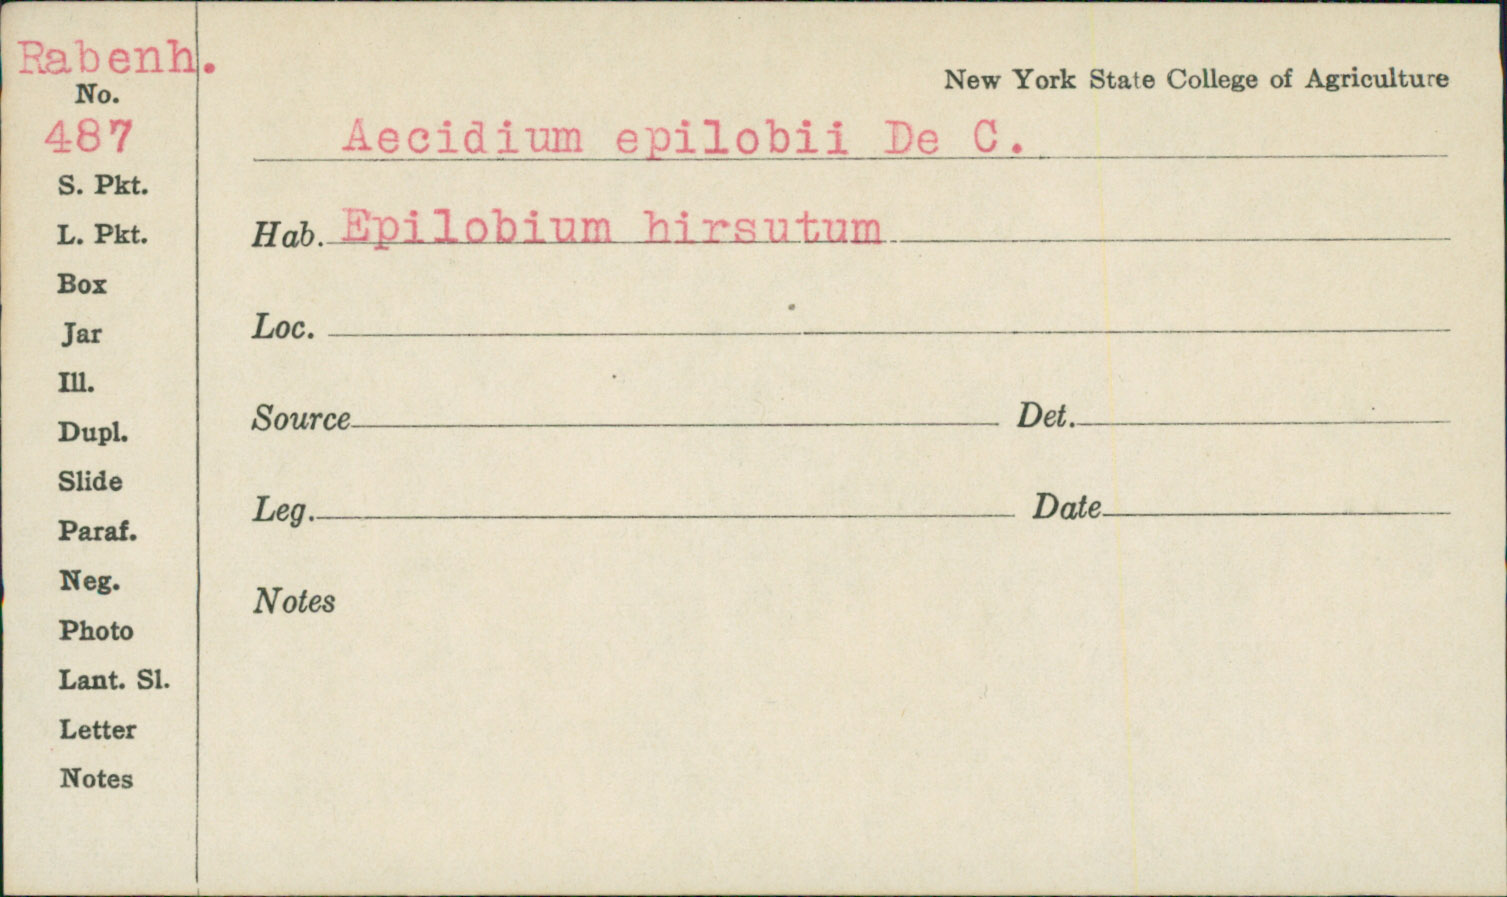 Rabenh.
No.
487
S. Pkt.
L. Pkt.
Box
Jar
Ill.
Dupl.
Slide
Paraf.
Neg.
Photo
Lant. Sl.
Letter
Notes
New York State College of Agriculture
Aecidium epilobii De C.
Hab. Epilobium hirsutum
Loc.
Source Det.
Leg. Date
Notes